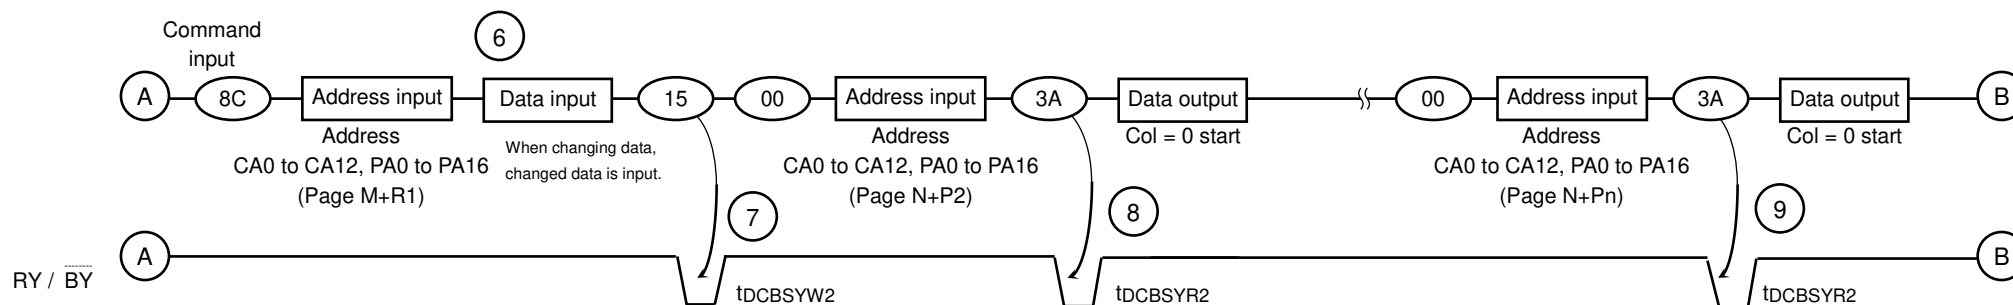 Command
input
6
A
8C
Address input
Data input
15
00
Address input
3A
Data output
00
Address input
3A
Data output
B
Address
CA0 to CA12, PA0 to PA16
(Page M+R1)
When changing data,
changed data is input.
Address
CA0 to CA12, PA0 to PA16
(Page N+P2)
Col = 0 start
Address
CA0 to CA12, PA0 to PA16
(Page N+Pn)
Col = 0 start
7
8
9
RY / BY
A
B
tDCBSYW2
tDCBSYR2
tDCBSYR2